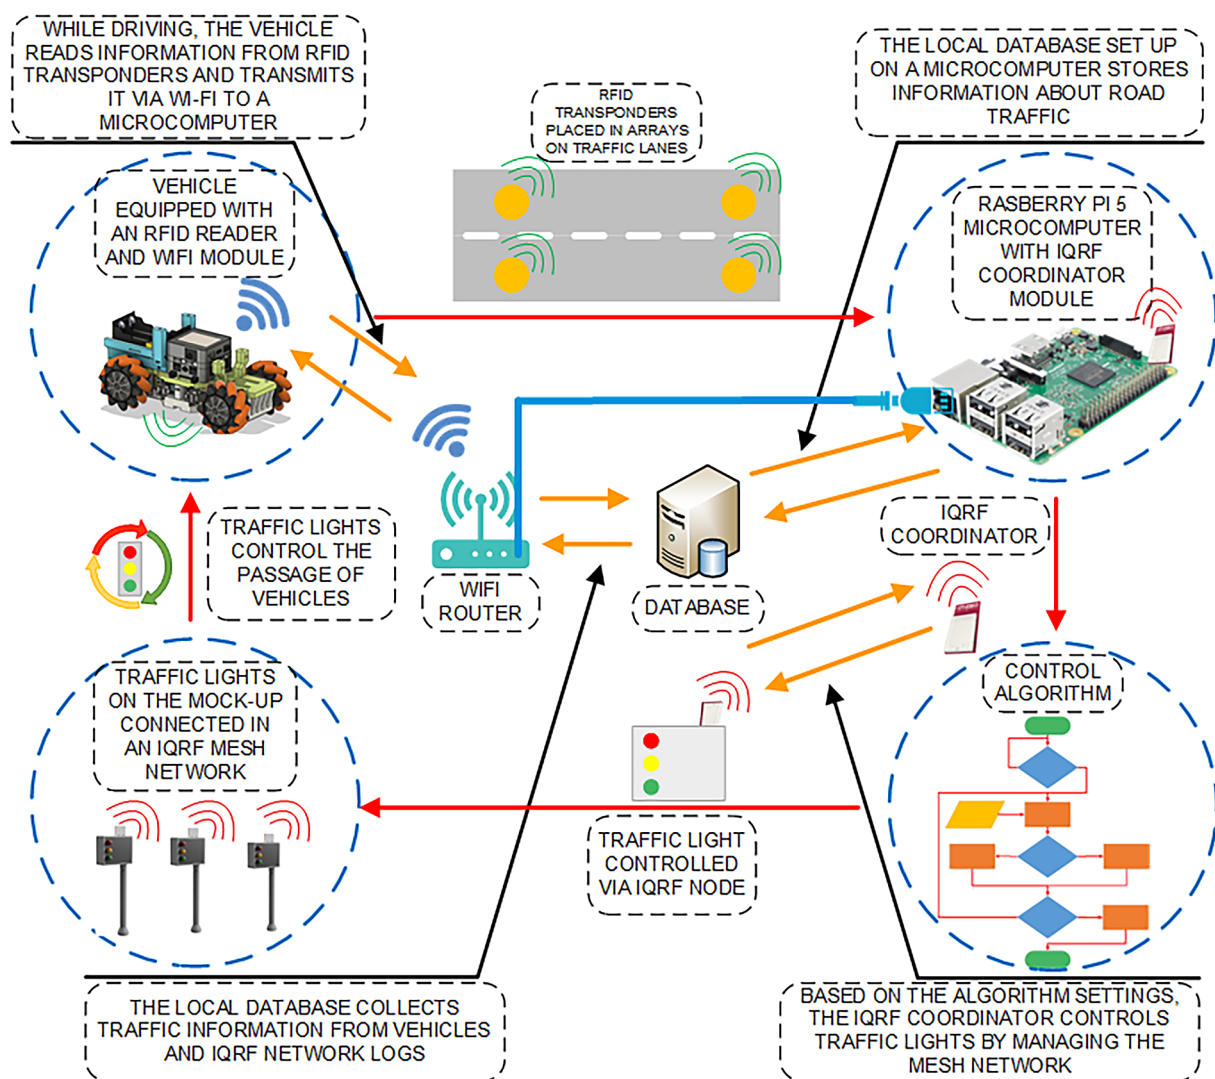 WHILE DRIVING, THE VEHICLE
READS INFORMATION FROM RFID
TRANSPONDERS AND TRANSMITS
IT VIA WI-FI TO A
MICROCOMPUTER
RFID
TRANSPONDERS
PLACED IN ARRAYS
ON TRAFFIC LANES
THE LOCAL DATABASE SET UP
ON A MICROCOMPUTER STORES
INFORMATION ABOUT ROAD
TRAFFIC
VEHICLE
EQUIPPED WITH
AN RFID READER
AND WIFI MODULE
RASBERRY PI 5
MICROCOMPUTER
WITH IQRF
COORDINATOR
MODULE
TRAFFIC LIGHTS
CONTROL THE
PASSAGE OF
VEHICLES
WIFI
ROUTER
DATABASE
IQRF
COORDINATOR
TRAFFIC LIGHTS
ON THE MOCK-UP
CONNECTED IN
AN IQRF MESH
NETWORK
CONTROL
ALGORITHM
TRAFFIC LIGHT
CONTROLLED
VIA IQRF NODE
THE LOCAL DATABASE COLLECTS
TRAFFIC INFORMATION FROM VEHICLES
AND IQRF NETWORK LOGS
BASED ON THE ALGORITHM SETTINGS,
THE IQRF COORDINATOR CONTROLS
TRAFFIC LIGHTS BY MANAGING THE
MESH NETWORK